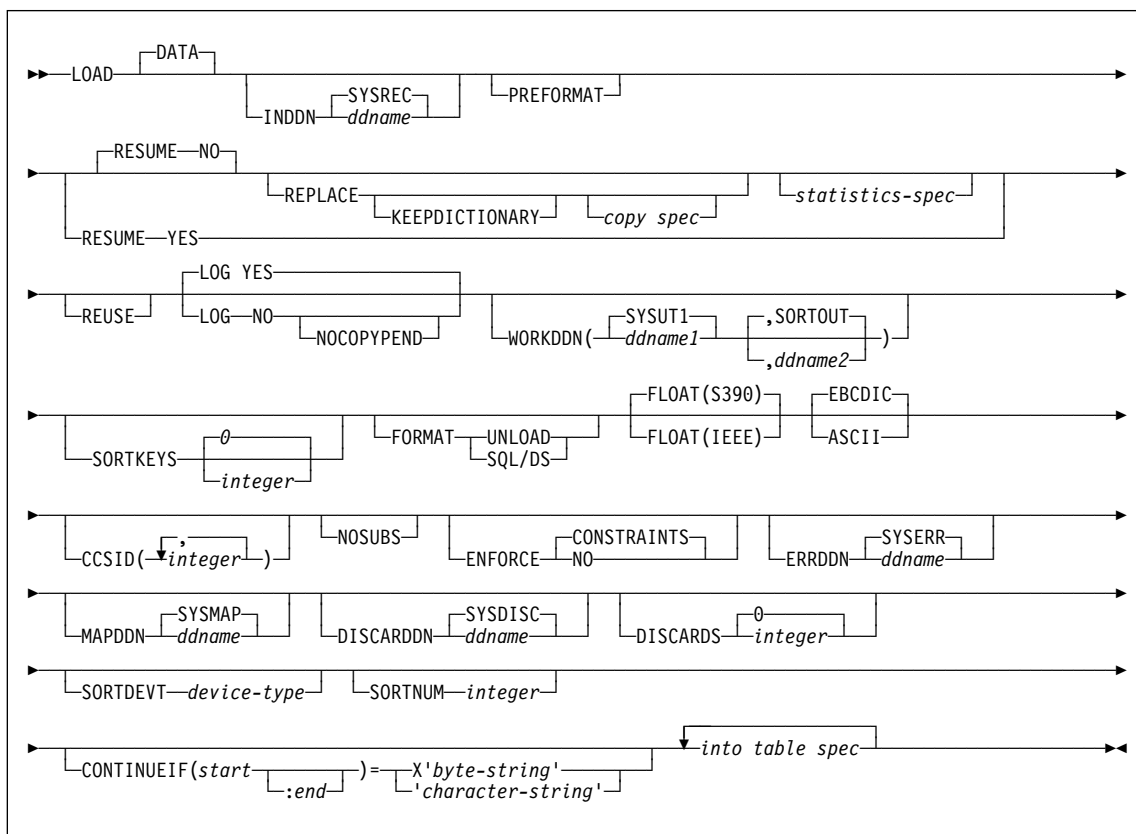 DATA
LOAD
SYSREC
INDDN ddname
PREFORMAT
RESUME NO
REPLACE
KEEPDICTIONARY
copy spec
statistics-spec
RESUME YES
REUSE
LOG YES
LOG NO
NOCOPYPEND
SYSUT1
WORKDDN( ddname1
,SORTOUT
,ddname2
)
SORTKEYS
0
integer
FORMAT UNLOAD
SQL/DS
FLOAT(S390)
FLOAT(IEEE)
EBCDIC
ASCII
,
CCSID( integer )
NOSUBS
CONSTRAINTS
ENFORCE NO
SYSERR
ERRDDN ddname
SYSMAP
MAPDDN ddname
SYSDISC
DISCARDDN ddname
0
DISCARDS integer
SORTDEVT device-type
SORTNUM integer
CONTINUEIF(start
:end
)= X'byte-string'
'character-string'
into table spec